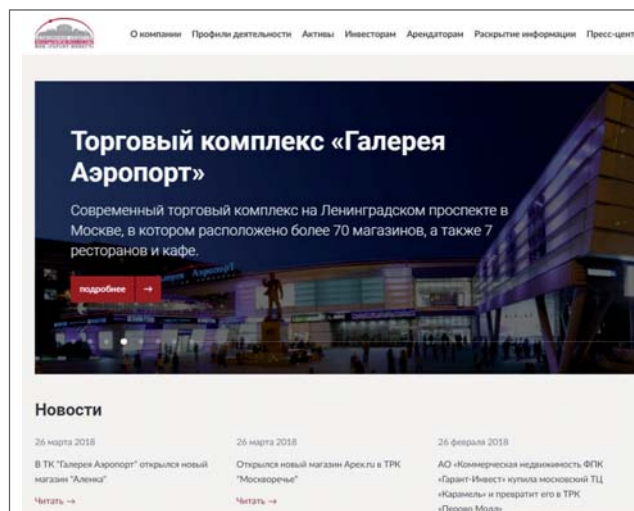 О компании Профили деятельности Активы Инвесторам Арендаторам Раскрытие информации Пресс-цент
Торговый комплекс «Галерея
Аэропорт»
Современный торговый комплекс на Ленинградском проспекте в
Москве, в котором расположено более 70 магазинов, а также 7
ресторанов и кафе.
подробнее →
Новости
26 марта 2018
В ТК "Галерея Аэропорт" открылся новый
магазин "Аленка"
Читать →
26 марта 2018
Открылся новый магазин Apex.ru в ТРК
"Москворечье"
Читать →
26 февраля 2018
АО «Коммерческая недвижимость ФПК
«Гарант-Инвест» купила московский ТЦ
«Карамель» и превратит его в ТРК
«Перово Молл»